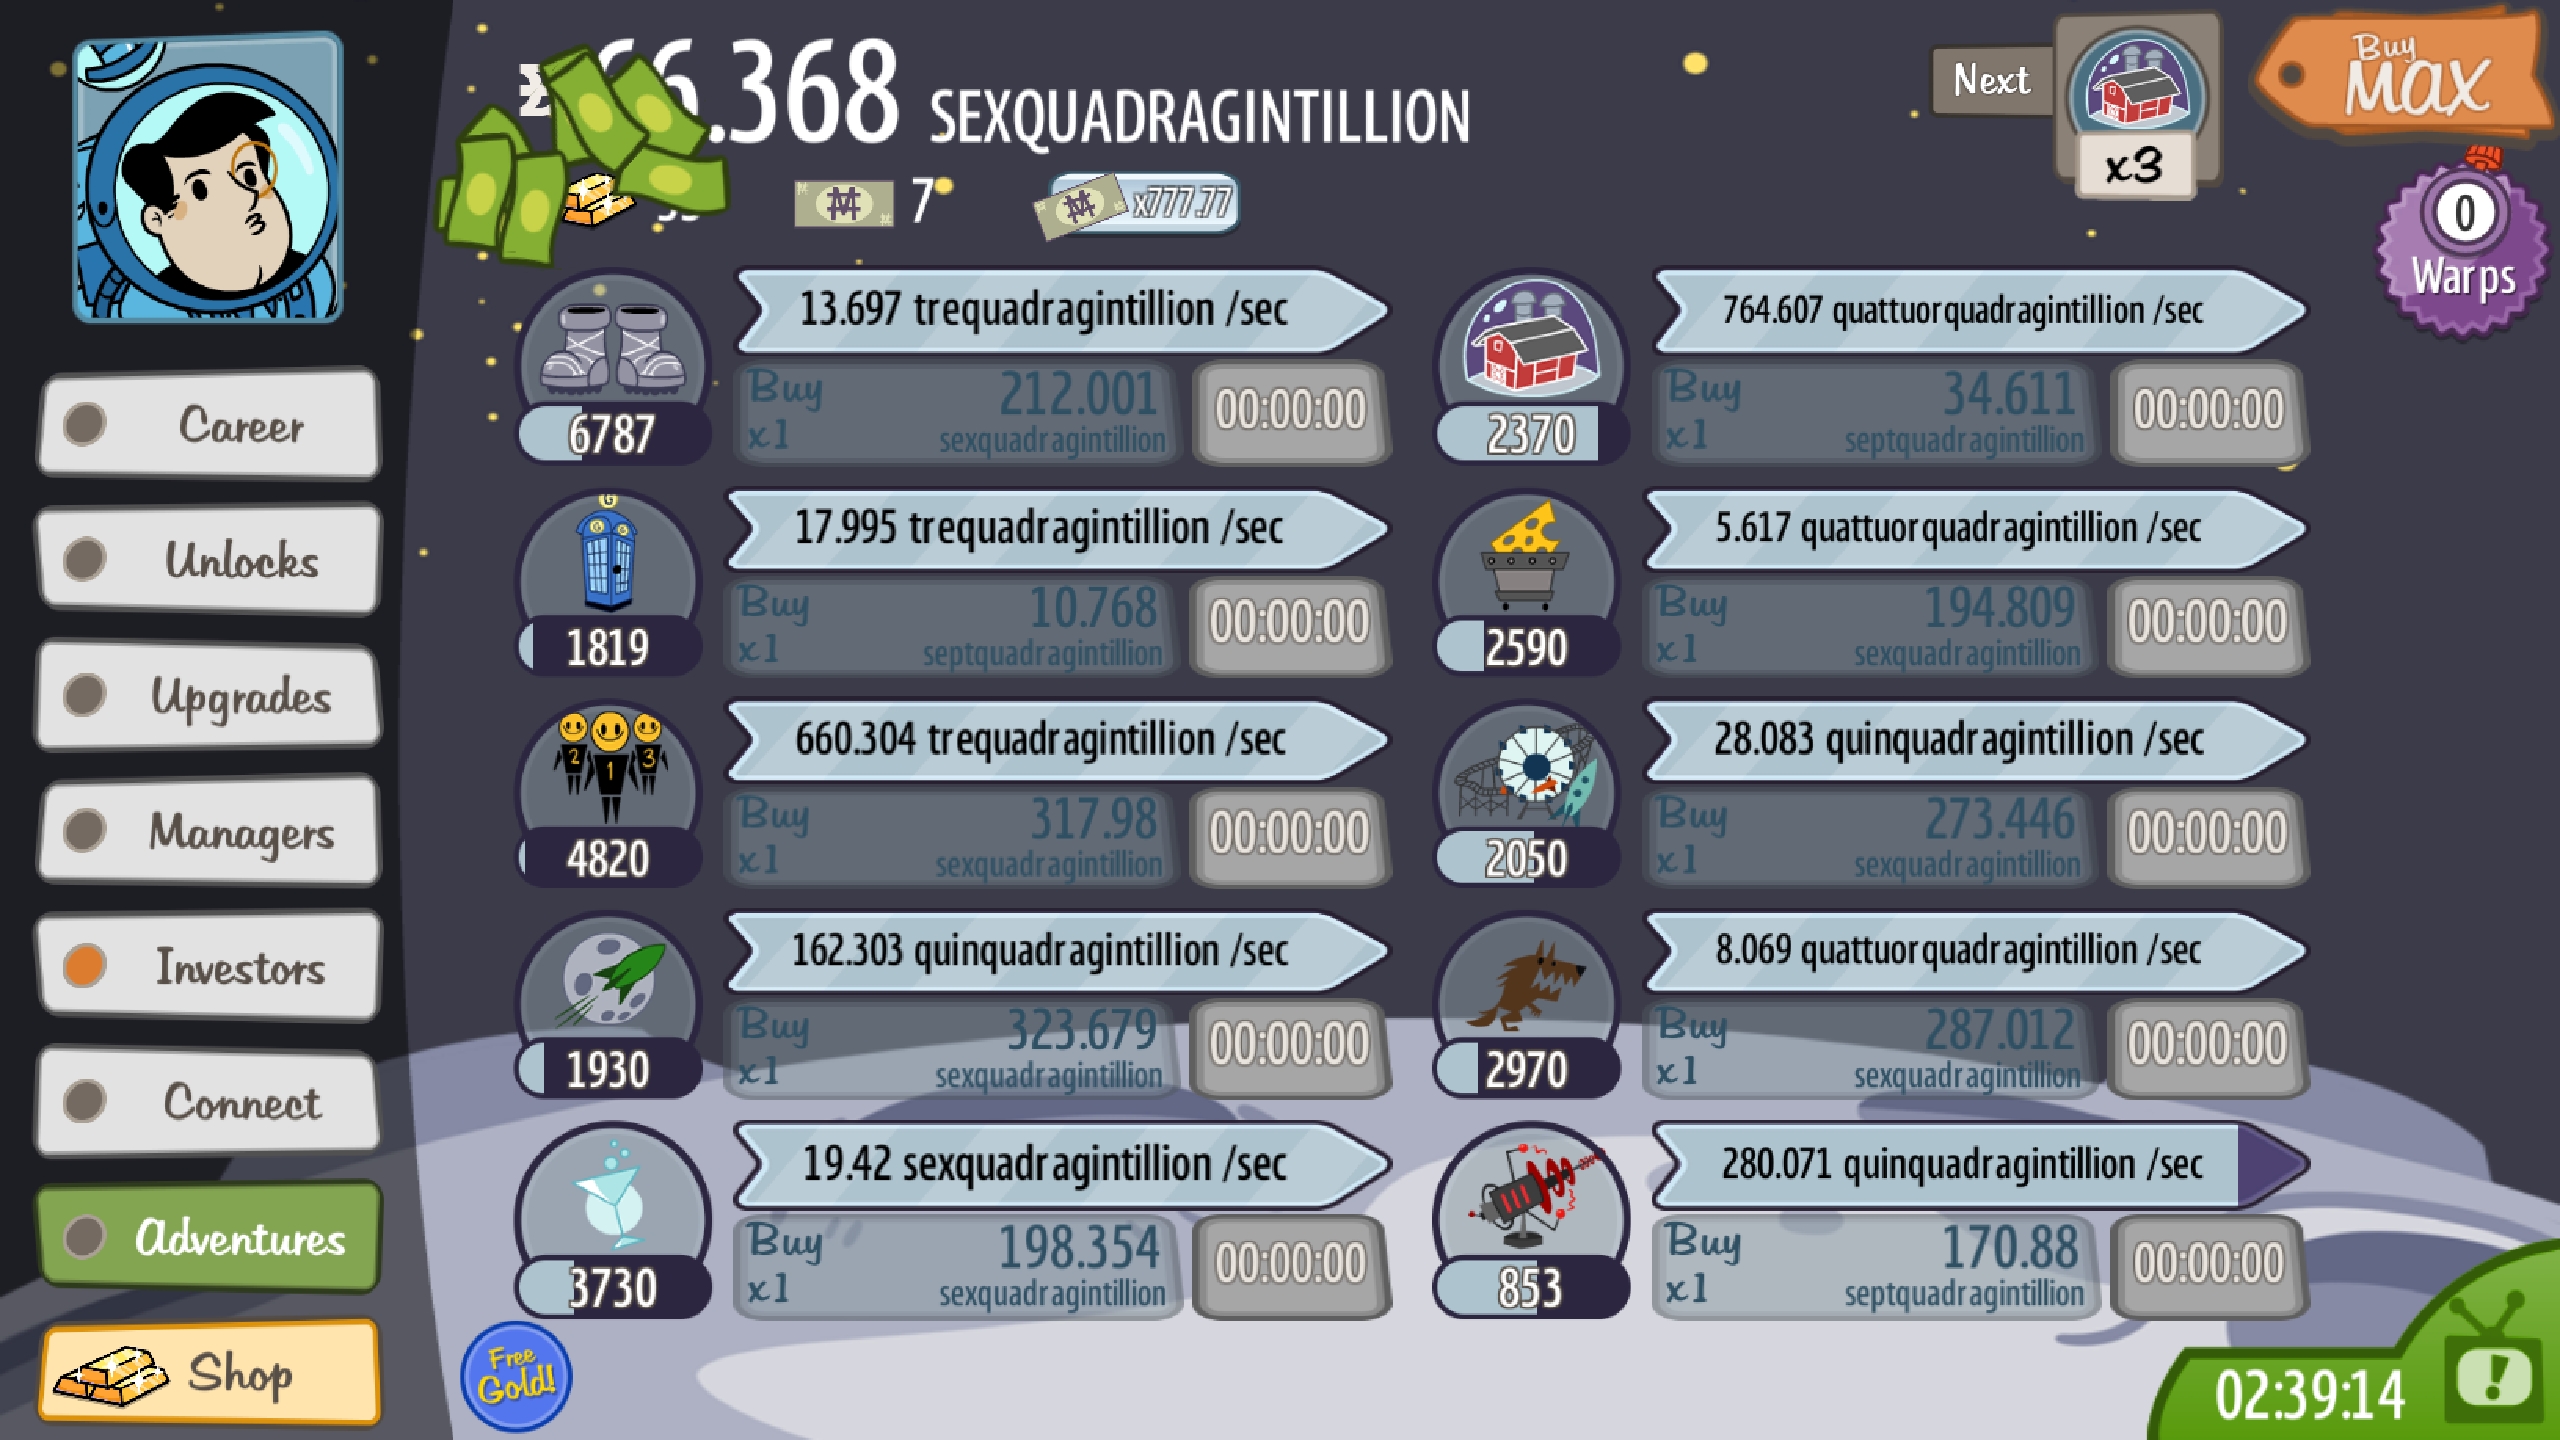 .368 SEXQUADRAGINTILLION
Next
x3
Buy
MAX
7
x777.77
0
Warps
Career
Unlocks
Upgrades
Managers
Investors
Connect
Adventures
Shop
13.697 trequadragintillion /sec
Buy
x1
212.001
sexquadragintillion
00:00:00
6787
764.607 quattuorquadragintillion /sec
Buy
x1
34.611
septquadragintillion
00:00:00
2370
G
17.995 trequadragintillion /sec
Buy
x1
10.768
septquadragintillion
00:00:00
1819
5.617 quattuorquadragintillion /sec
Buy
x1
194.809
sexquadragintillion
00:00:00
2590
2 1 3
660.304 trequadragintillion /sec
Buy
x1
317.98
sexquadragintillion
00:00:00
4820
28.083 quinquadragintillion /sec
Buy
x1
273.446
sexquadragintillion
00:00:00
2050
162.303 quinquadragintillion /sec
Buy
x1
323.679
sexquadragintillion
00:00:00
1930
8.069 quattuorquadragintillion /sec
Buy
x1
287.012
sexquadragintillion
00:00:00
2970
19.42 sexquadragintillion /sec
Buy
x1
198.354
sexquadragintillion
00:00:00
3730
280.071 quinquadragintillion /sec
Buy
x1
170.88
septquadragintillion
00:00:00
853
Free
Gold!
02:39:14
!